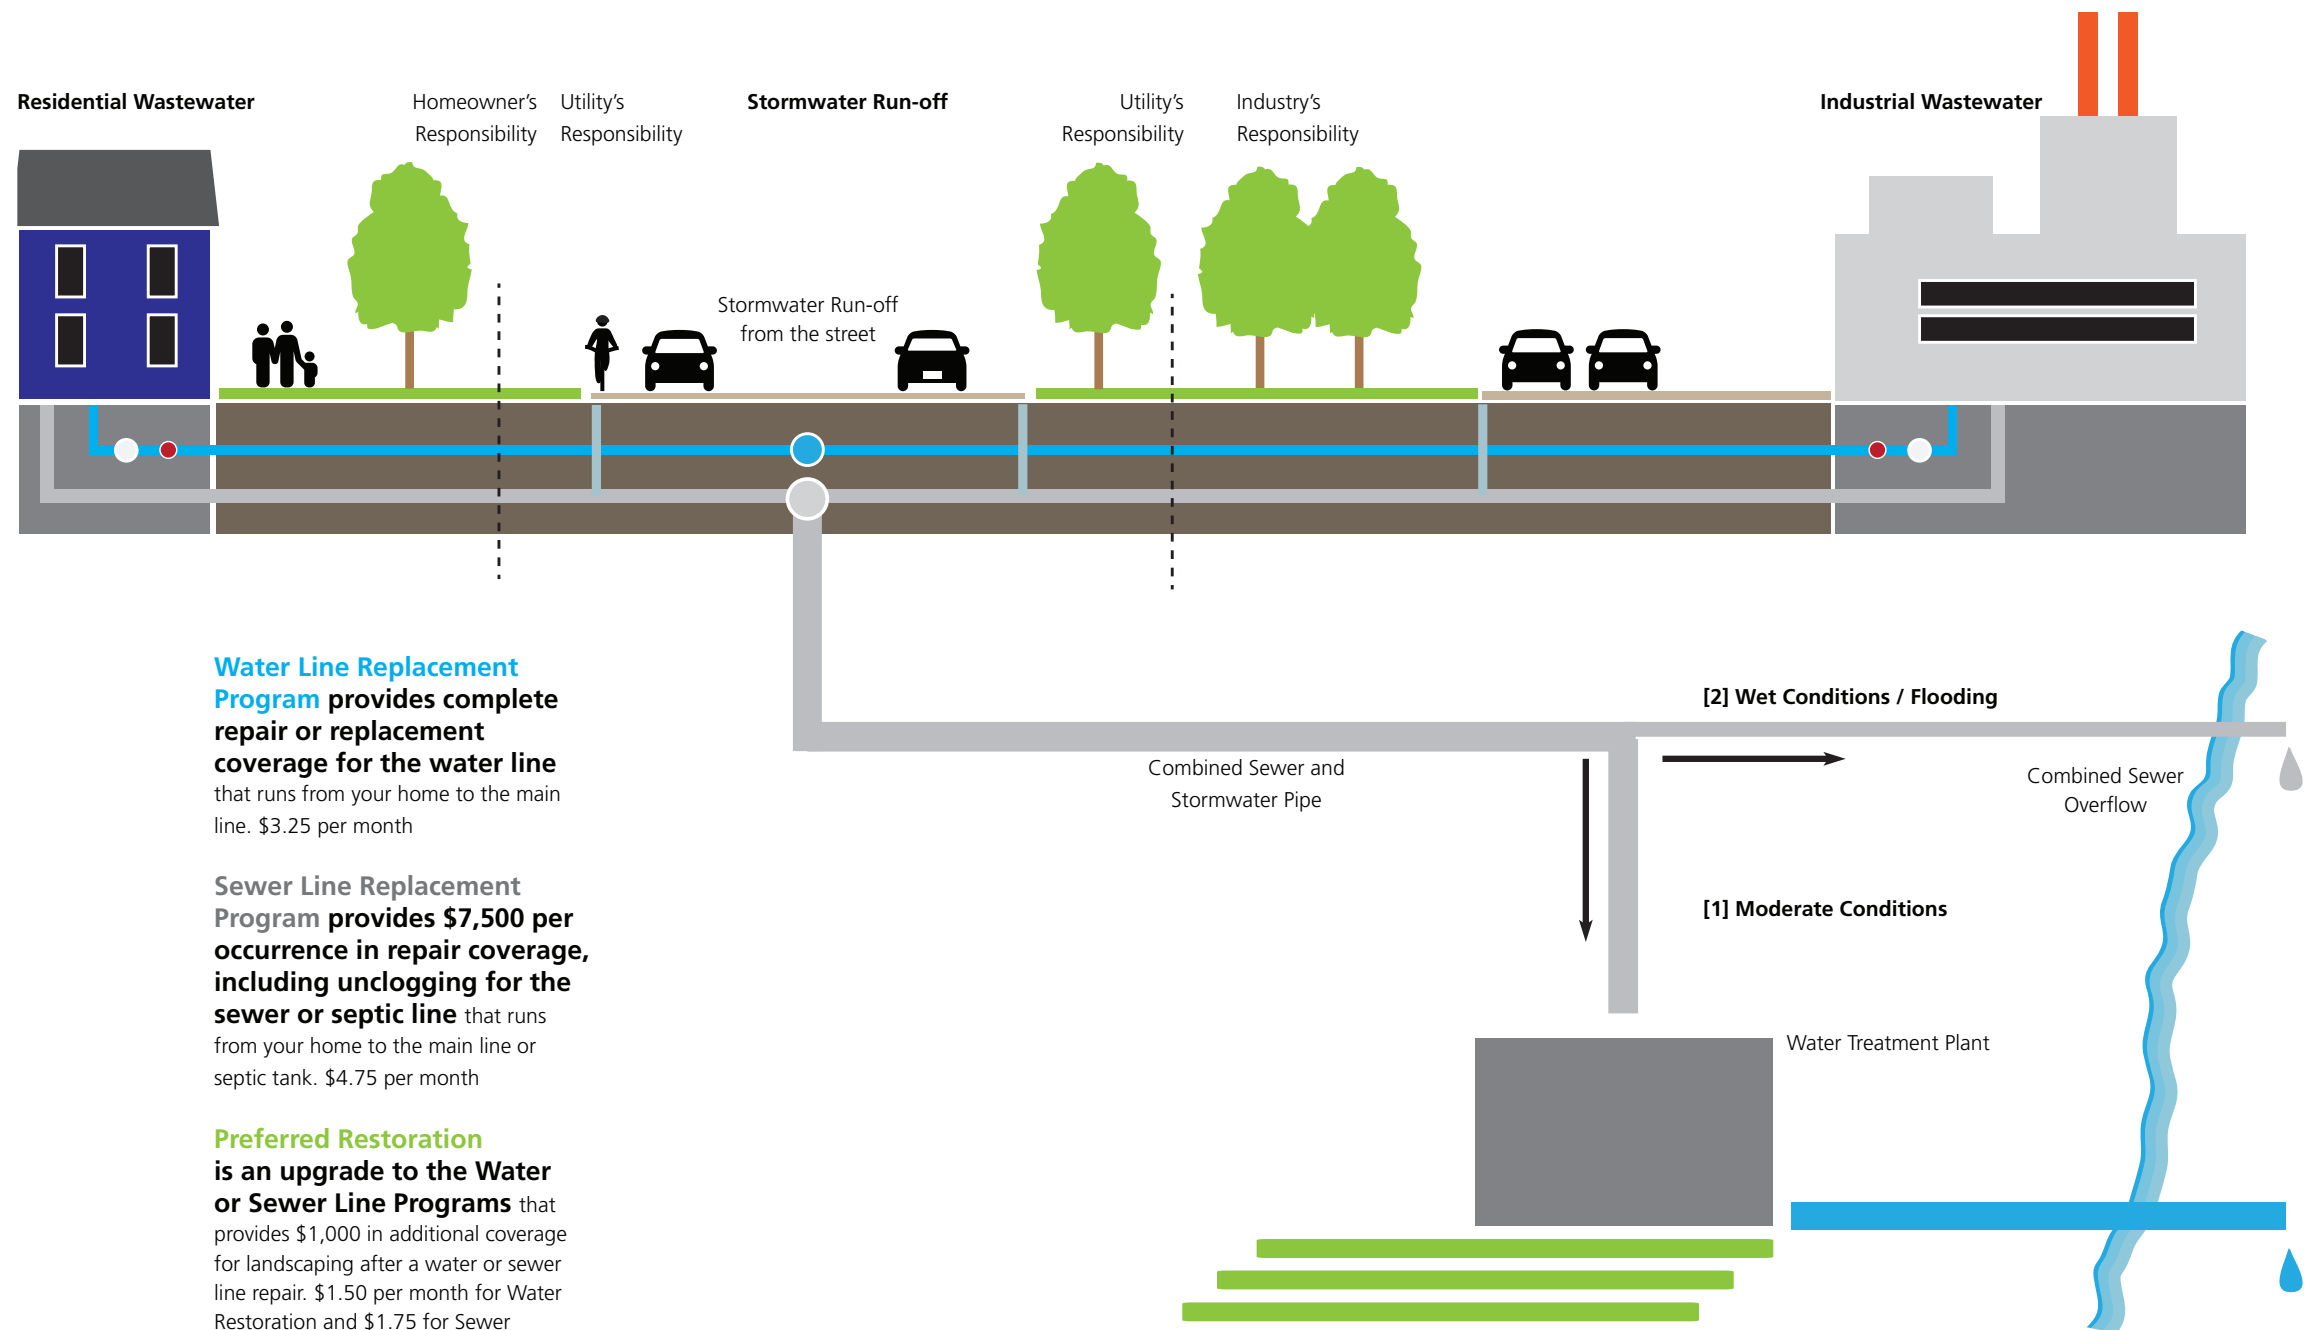 Residential Wastewater
Homeowner's
Responsibility
Utility's
Responsibility
Stormwater Run-off
Utility's
Responsibility
Industry's
Responsibility
Industrial Wastewater
Stormwater Run-off
from the street
Water Line Replacement
Program provides complete
repair or replacement
coverage for the water line
that runs from your home to the main
line. $3.25 per month
Sewer Line Replacement
Program provides $7,500 per
occurrence in repair coverage,
including unclogging for the
sewer or septic line that runs
from your home to the main line or
septic tank. $4.75 per month
Preferred Restoration
is an upgrade to the Water
or Sewer Line Programs that
provides $1,000 in additional coverage
for landscaping after a water or sewer
line repair. $1.50 per month for Water
Restoration and $1.75 for Sewer
Combined Sewer and
Stormwater Pipe
[2] Wet Conditions / Flooding
Combined Sewer
Overflow
[1] Moderate Conditions
Water Treatment Plant